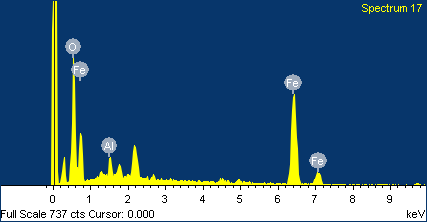 Spectrum 17
O
Fe
Fe
Al
Fe
0 1 2 3 4 5 6 7 8 9
Full Scale 737 cts Cursor: 0.000 keV